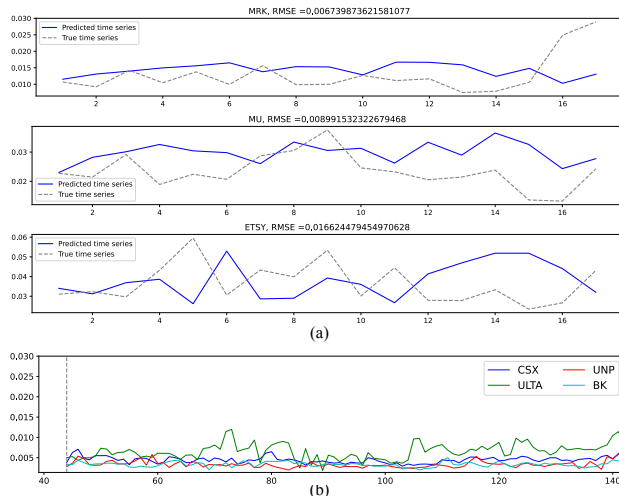 MRK, RMSE =0,006739873621581077
0.030
0.025
0.020
0.015
0.010
Predicted time series
True time series
2 4 6 8 10 12 14 16
MU, RMSE =0,008991532322679468
0.03
0.02
Predicted time series
True time series
2 4 6 8 10 12 14 16
ETSY, RMSE =0,016624479454970628
0.06
0.05
0.04
0.03
Predicted time series
True time series
2 4 6 8 10 12 14 16
(a)
0,030
0,025
0,020
0,015
0,010
0,005
CSX UNP
ULTA BK
40 60 80 100 120 140
(b)